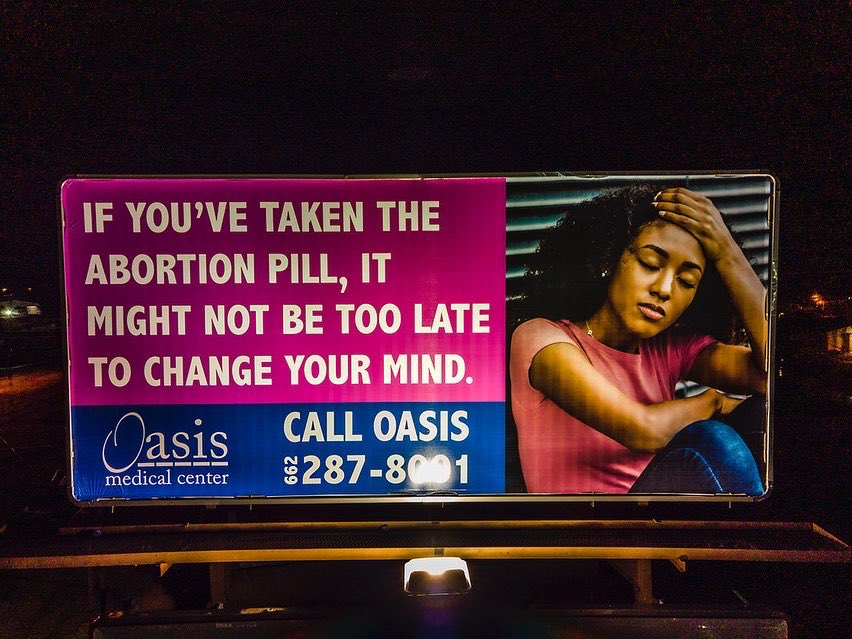 IF YOU'VE TAKEN THE
ABORTION PILL, IT
MIGHT NOT BE TOO LATE
TO CHANGE YOUR MIND.
Oasis
medical center
CALL OASIS
662